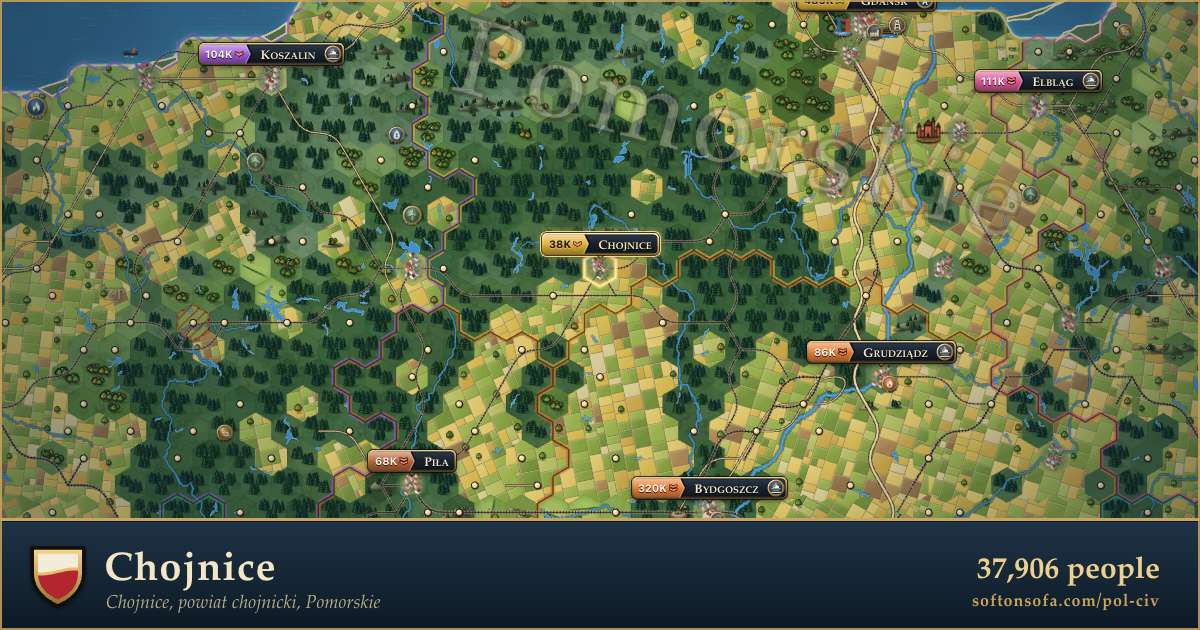 GDAŃSK
104K KOSZALIN
111K ELBLĄG
Pomorskie
38K CHOJNICE
86K GRUDZIĄDZ
68K PIŁA
320K BYDGOSZCZ
Chojnice
Chojnice, powiat chojnicki, Pomorskie
37,906 people
softonsofa.com/pol-civ